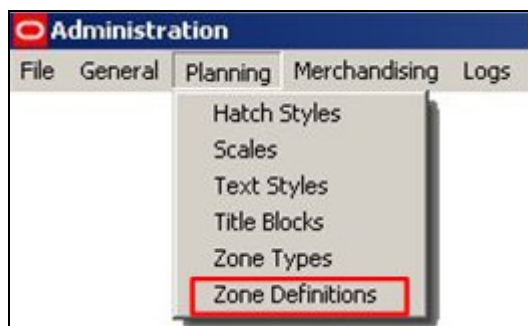 Administration
File General Planning Merchandising Logs
Hatch Styles
Scales
Text Styles
Title Blocks
Zone Types
Zone Definitions